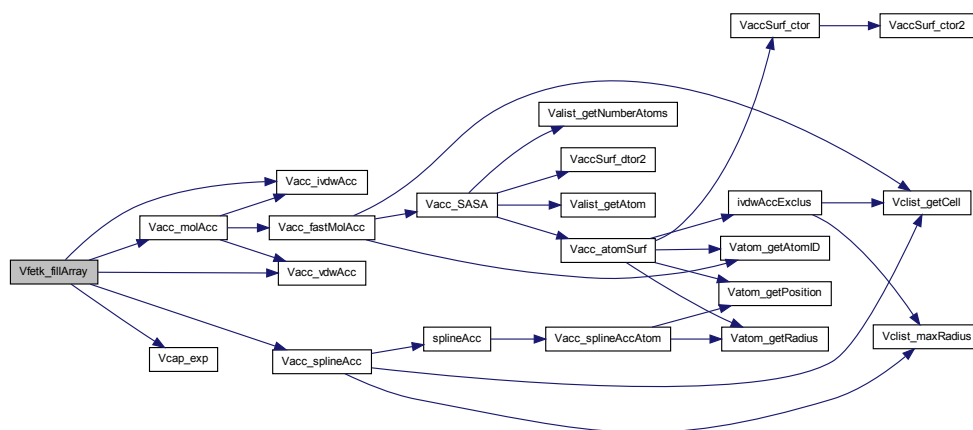 VaccSurf_ctor
VaccSurf_ctor2
Valist_getNumberAtoms
VaccSurf_dtor2
Vacc_ivdwAcc
Vacc_SASA
Valist_getAtom
ivdwAccExclus
Vclist_getCell
Vacc_molAcc
Vacc_fastMolAcc
Vacc_atomSurf
Vatom_getAtomID
Vfetk_fillArray
Vacc_vdwAcc
Vatom_getPosition
Vcap_exp
Vacc_splineAcc
splineAcc
Vacc_splineAccAtom
Vatom_getRadius
Vclist_maxRadius